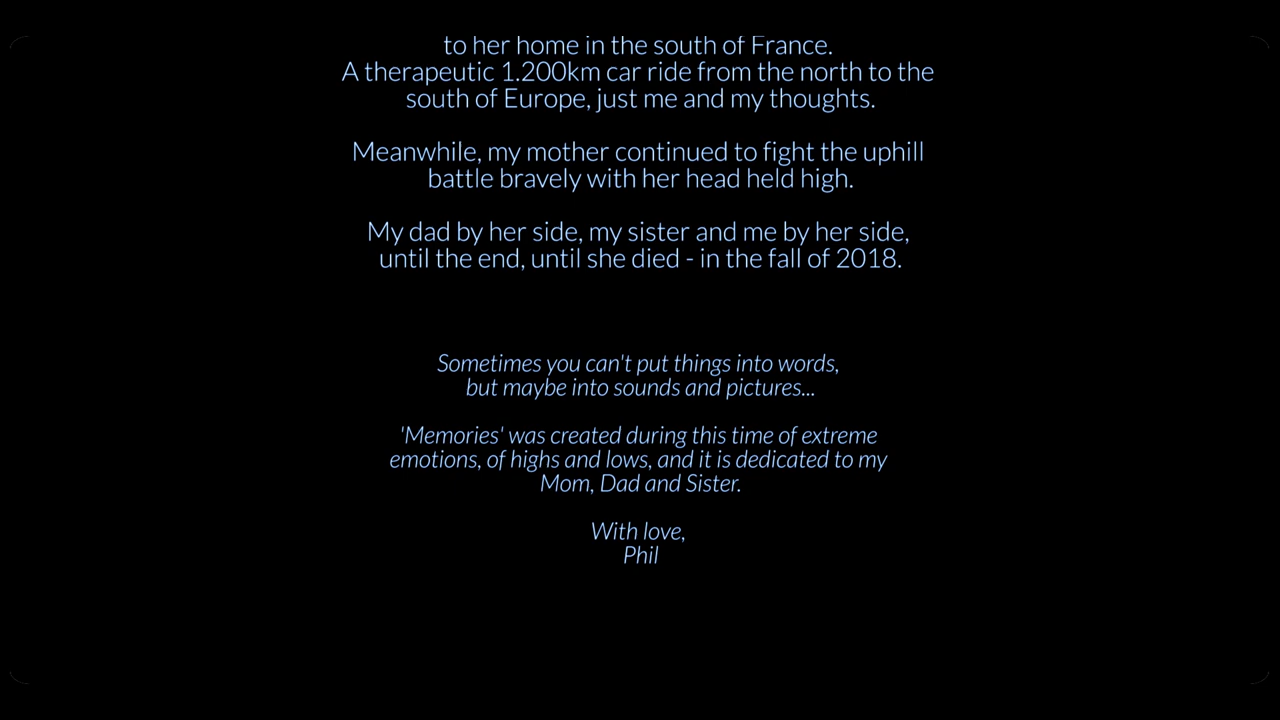 to her home in the south of France.
A therapeutic 1.200km car ride from the north to the
south of Europe, just me and my thoughts.
Meanwhile, my mother continued to fight the uphill
battle bravely with her head held high.
My dad by her side, my sister and me by her side,
until the end, until she died - in the fall of 2018.
Sometimes you can't put things into words,
but maybe into sounds and pictures...
'Memories' was created during this time of extreme
emotions, of highs and lows, and it is dedicated to my
Mom, Dad and Sister.
With love,
Phil